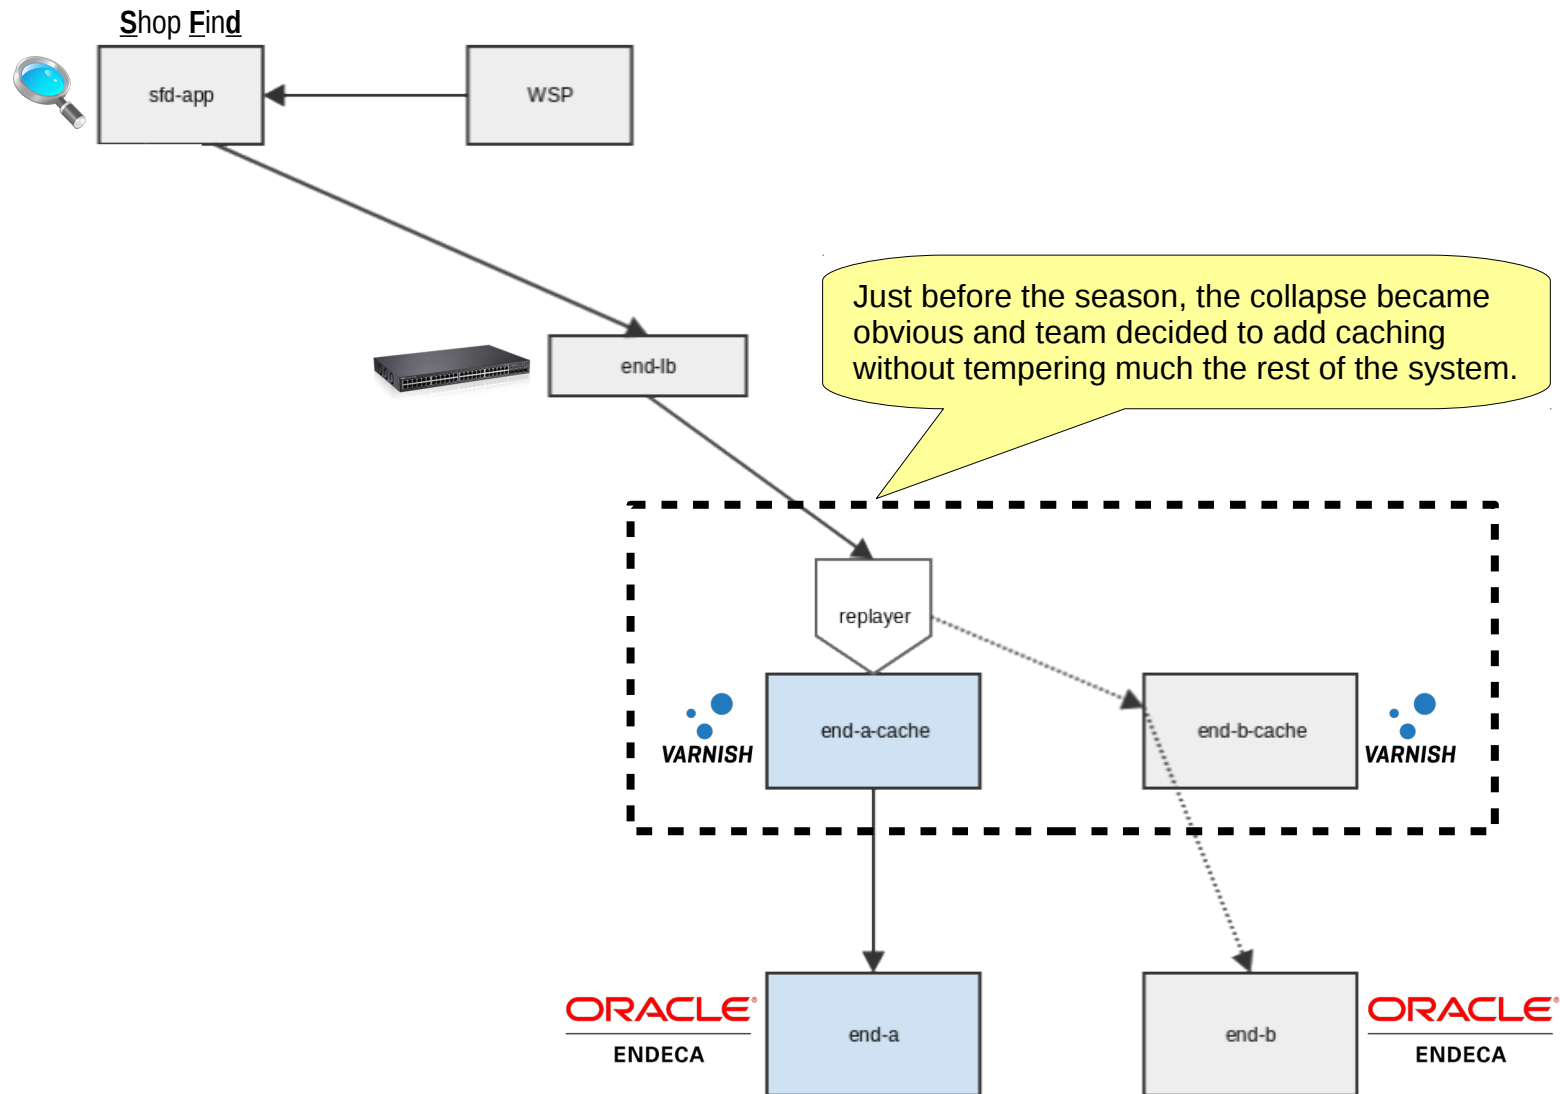 Shop Find
sfd-app
WSP
Just before the season, the collapse became
obvious and team decided to add caching
without tempering much the rest of the system.
end-lb
replayer
end-a-cache
end-b-cache
VARNISH
VARNISH
ORACLE®
ENDECA
end-a
end-b
ORACLE®
ENDECA